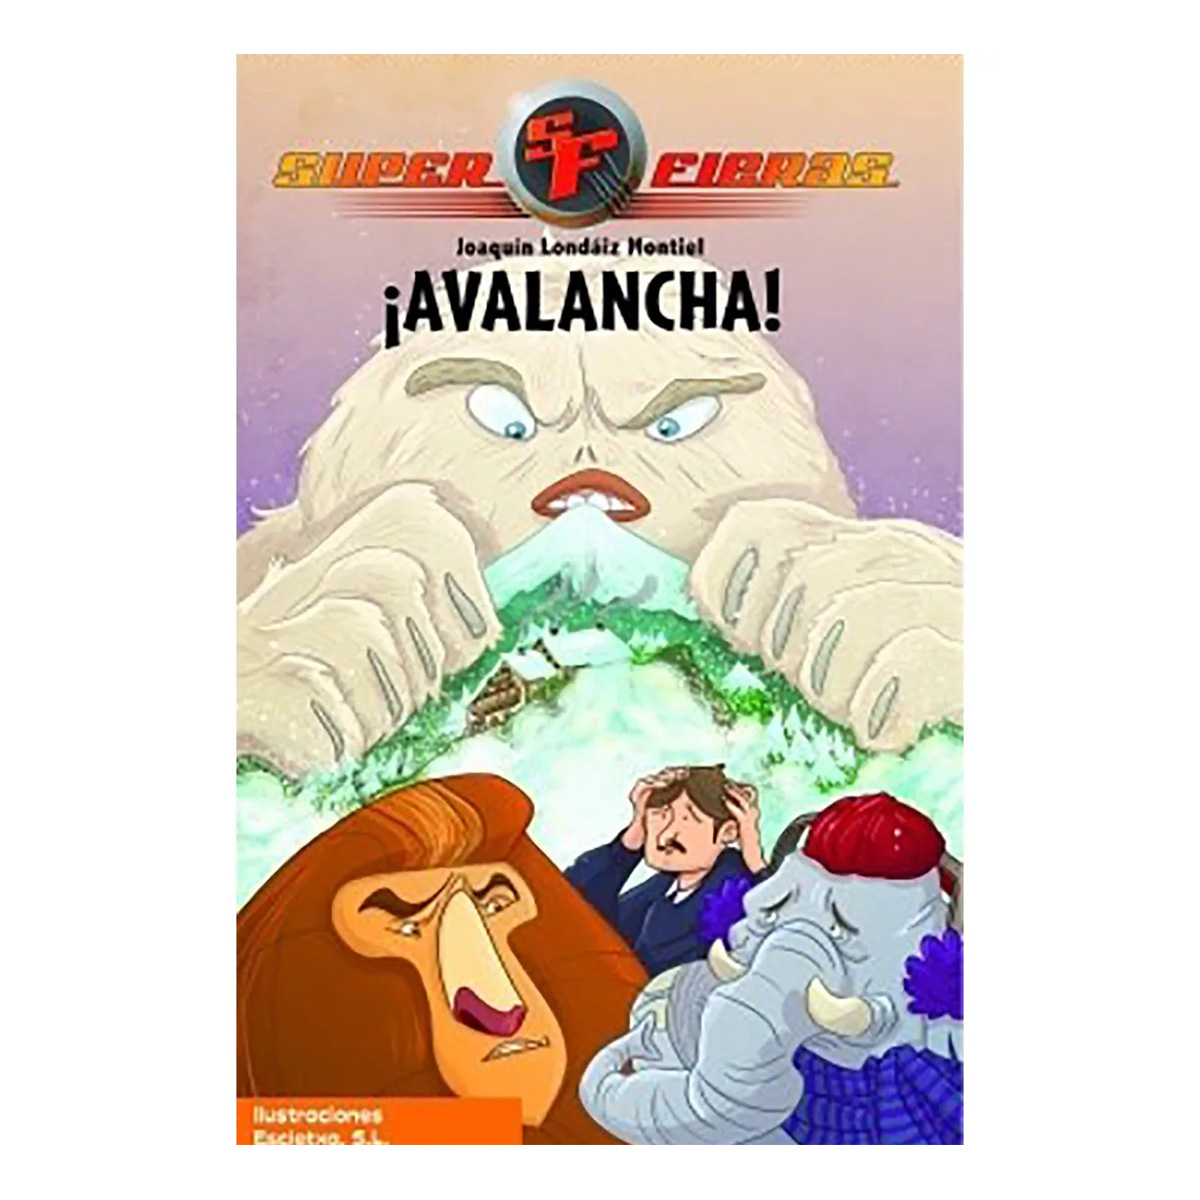 SUPER SF FIERAS
Joaquín Londáiz Montiel
¡AVALANCHA!
Ilustraciones
Escletxa, S.L.